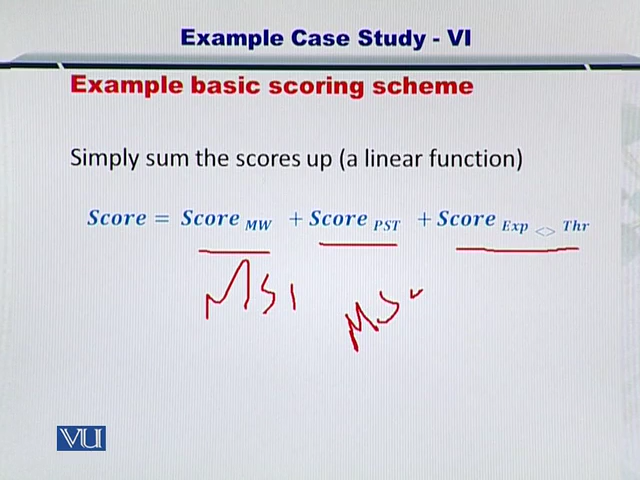 Example Case Study - VI
Example basic scoring scheme
Simply sum the scores up (a linear function)
Score = Score MW + Score PST + Score Exp <> Thr
MS1
VU